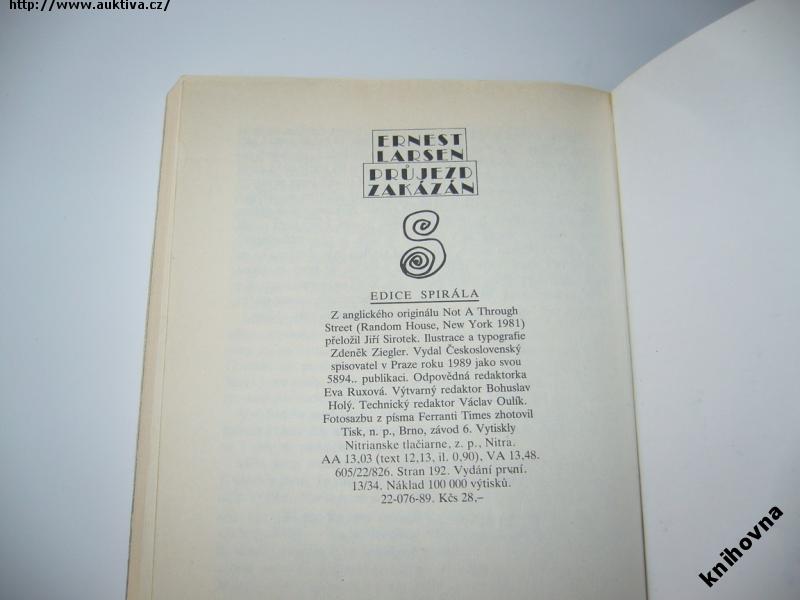 http://www.auktiva.cz/
ERNEST
LARSEN
PRŮJEZD
ZAKÁZÁN
EDICE SPIRÁLA
Z anglického originálu Not A Through
Street (Random House, New York 1981)
přeložil Jiří Sirotek. Ilustrace a typografie
Zdeněk Ziegler. Vydal Československý
spisovatel v Praze roku 1989 jako svou
5894,. publikaci. Odpovědná redaktorka
Eva Ruxová. Výtvarný redaktor Bohuslav
Holý. Technický redaktor Václav Oulík.
Fotosazbu z písma Ferranti Times zhotovil
Tisk, n. p., Brno, závod 6. Vytiskly
Nitrianske tlačiarne, z. p., Nitra.
AA 13,03 (text 12,13, il. 0,90), VA 13,48.
605/22/826. Stran 192. Vydání první.
13/34. Náklad 100 000 výtisků.
22-076-89. Kčs 28,–
knihovna